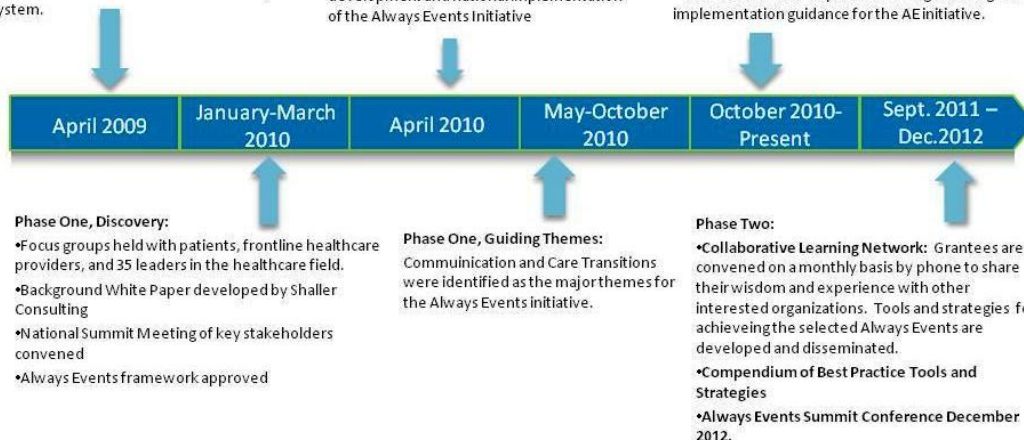 ystem.
of the Always Events Initiative
implementation guidance for the AE initiative.
April 2009
January-March
2010
April 2010
May-October
2010
October 2010-
Present
Sept. 2011 –
Dec.2012
Phase One, Discovery:
•Focus groups held with patients, frontline healthcare
providers, and 35 leaders in the healthcare field.
•Background White Paper developed by Shaller
Consulting
•National Summit Meeting of key stakeholders
convened
•Always Events framework approved
Phase One, Guiding Themes:
Commuinication and Care Transitions
were identified as the major themes for
the Always Events initiative.
Phase Two:
•Collaborative Learning Network: Grantees are
convened on a monthly basis by phone to share
their wisdom and experience with other
interested organizations. Tools and strategies f
achieveing the selected Always Events are
developed and disseminated.
•Compendium of Best Practice Tools and
Strategies
•Always Events Summit Conference December
2012.